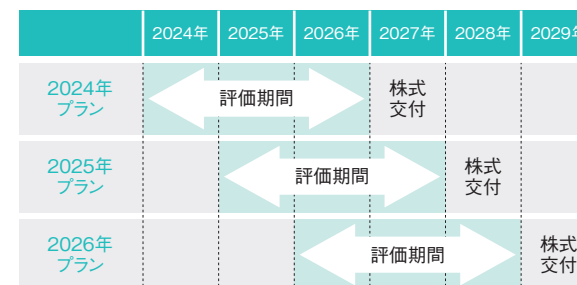 2024年 2025年 2026年 2027年 2028年 2029年
2024年
プラン
評価期間
株式
交付
2025年
プラン
評価期間
株式
交付
2026年
プラン
評価期間
株式
交付